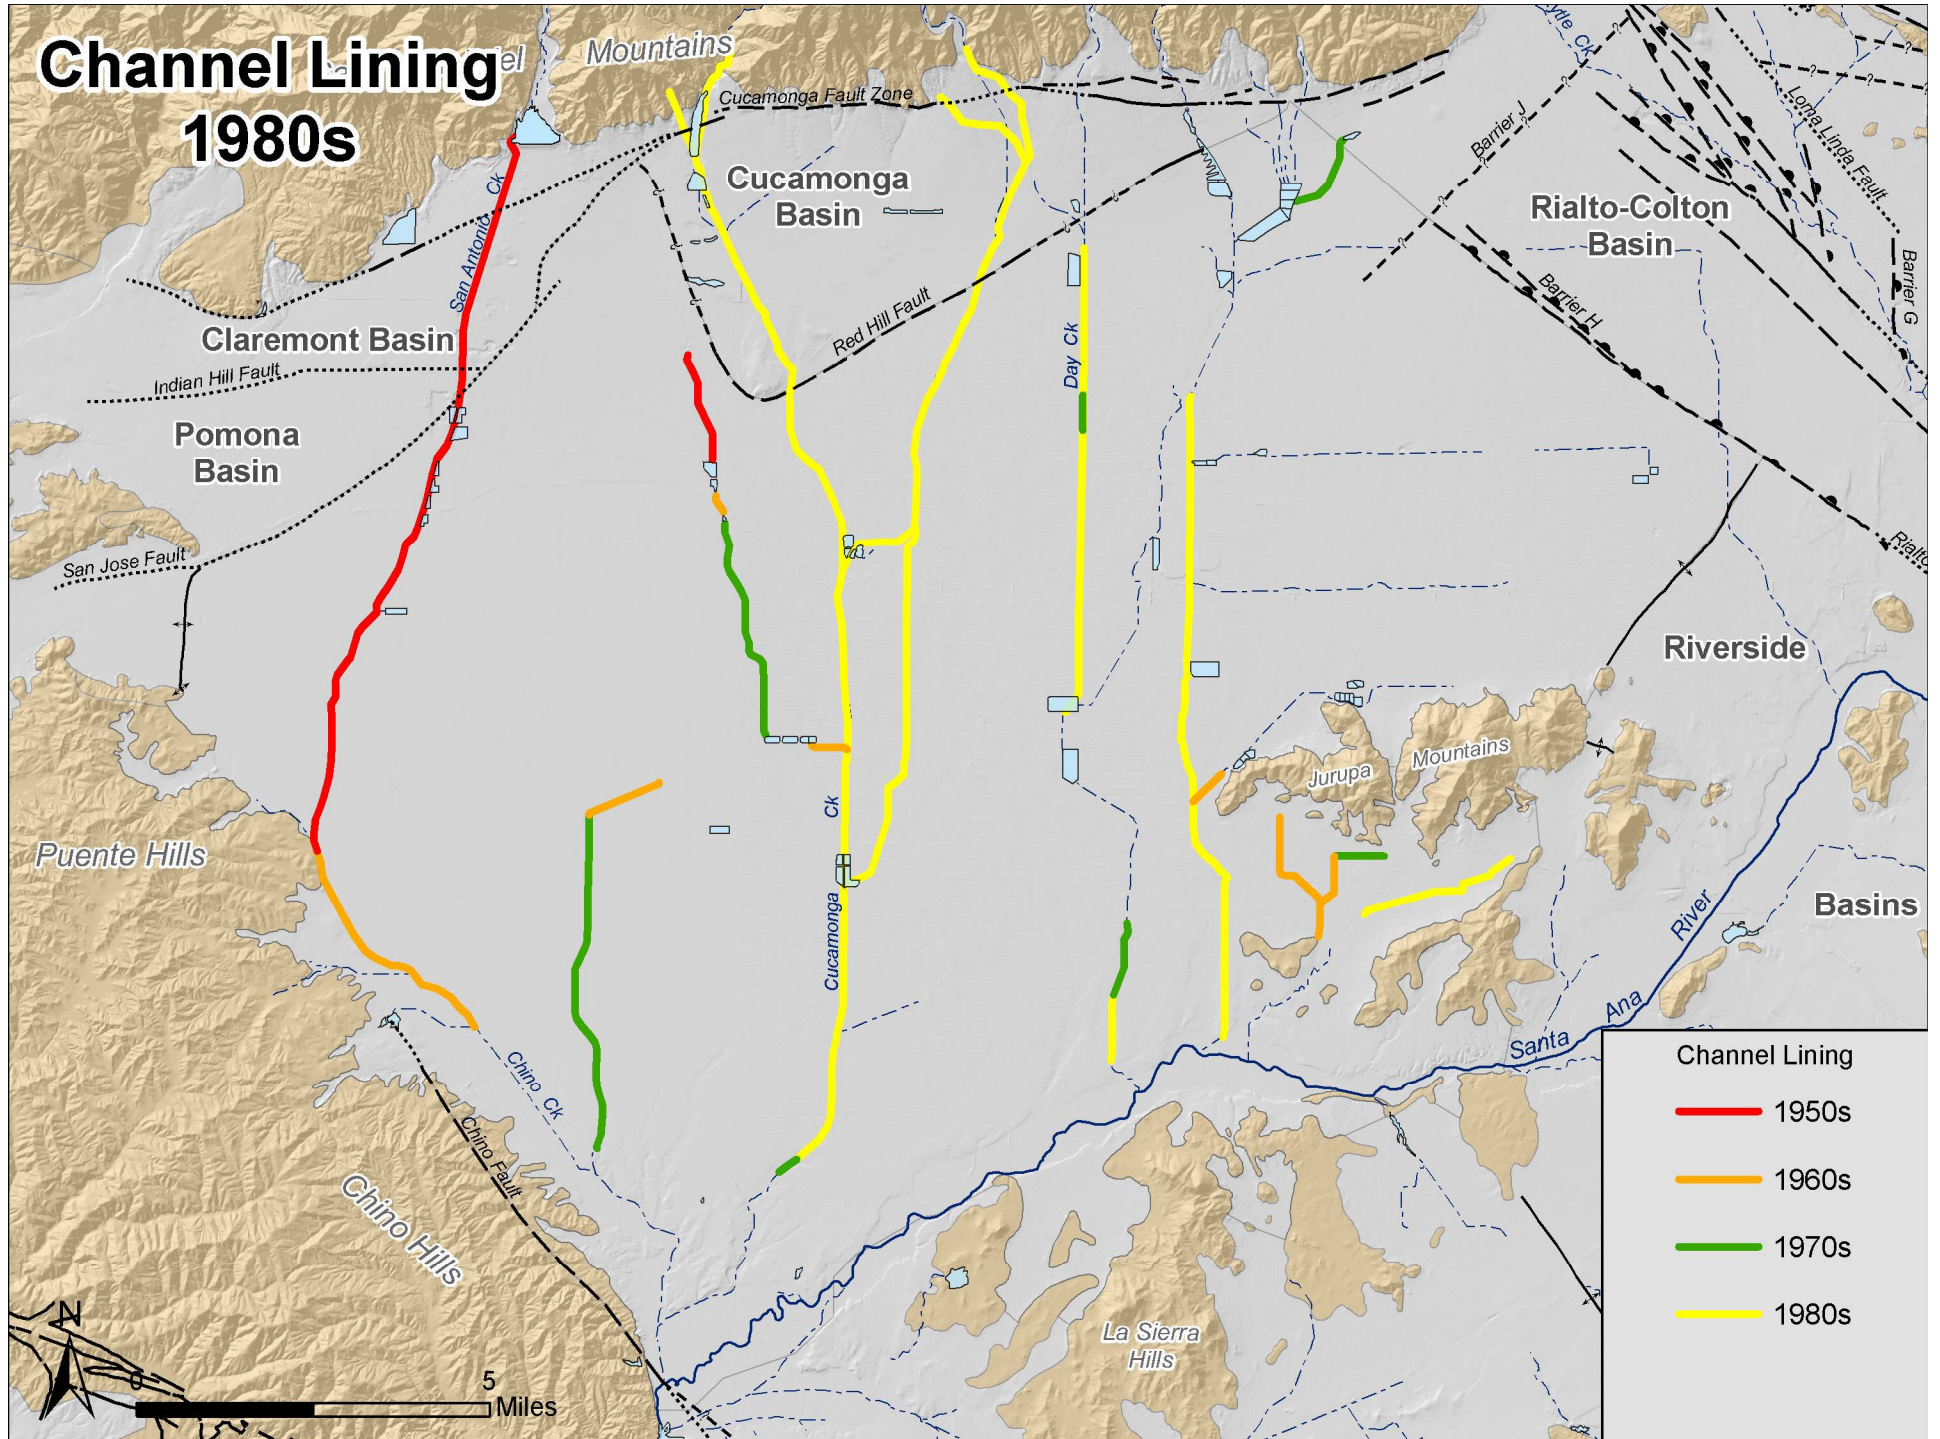 Channel Lining
1980s
Mountains
Cucamonga Fault Zone
Cucamonga
Basin
Barrier J
Loma Linda Fault
Rialto-Colton
Basin
Barrier G
Barrier H
San Antonio Ck
Claremont Basin
Indian Hill Fault
Red Hill Fault
Day Ck
Pomona
Basin
San Jose Fault
Riverside
Basins
Jurupa Mountains
Puente Hills
Cucamonga Ck
Santa Ana River
Chino Ck
Chino Fault
Chino Hills
La Sierra
Hills
N
0 5
Miles
Channel Lining
1950s
1960s
1970s
1980s